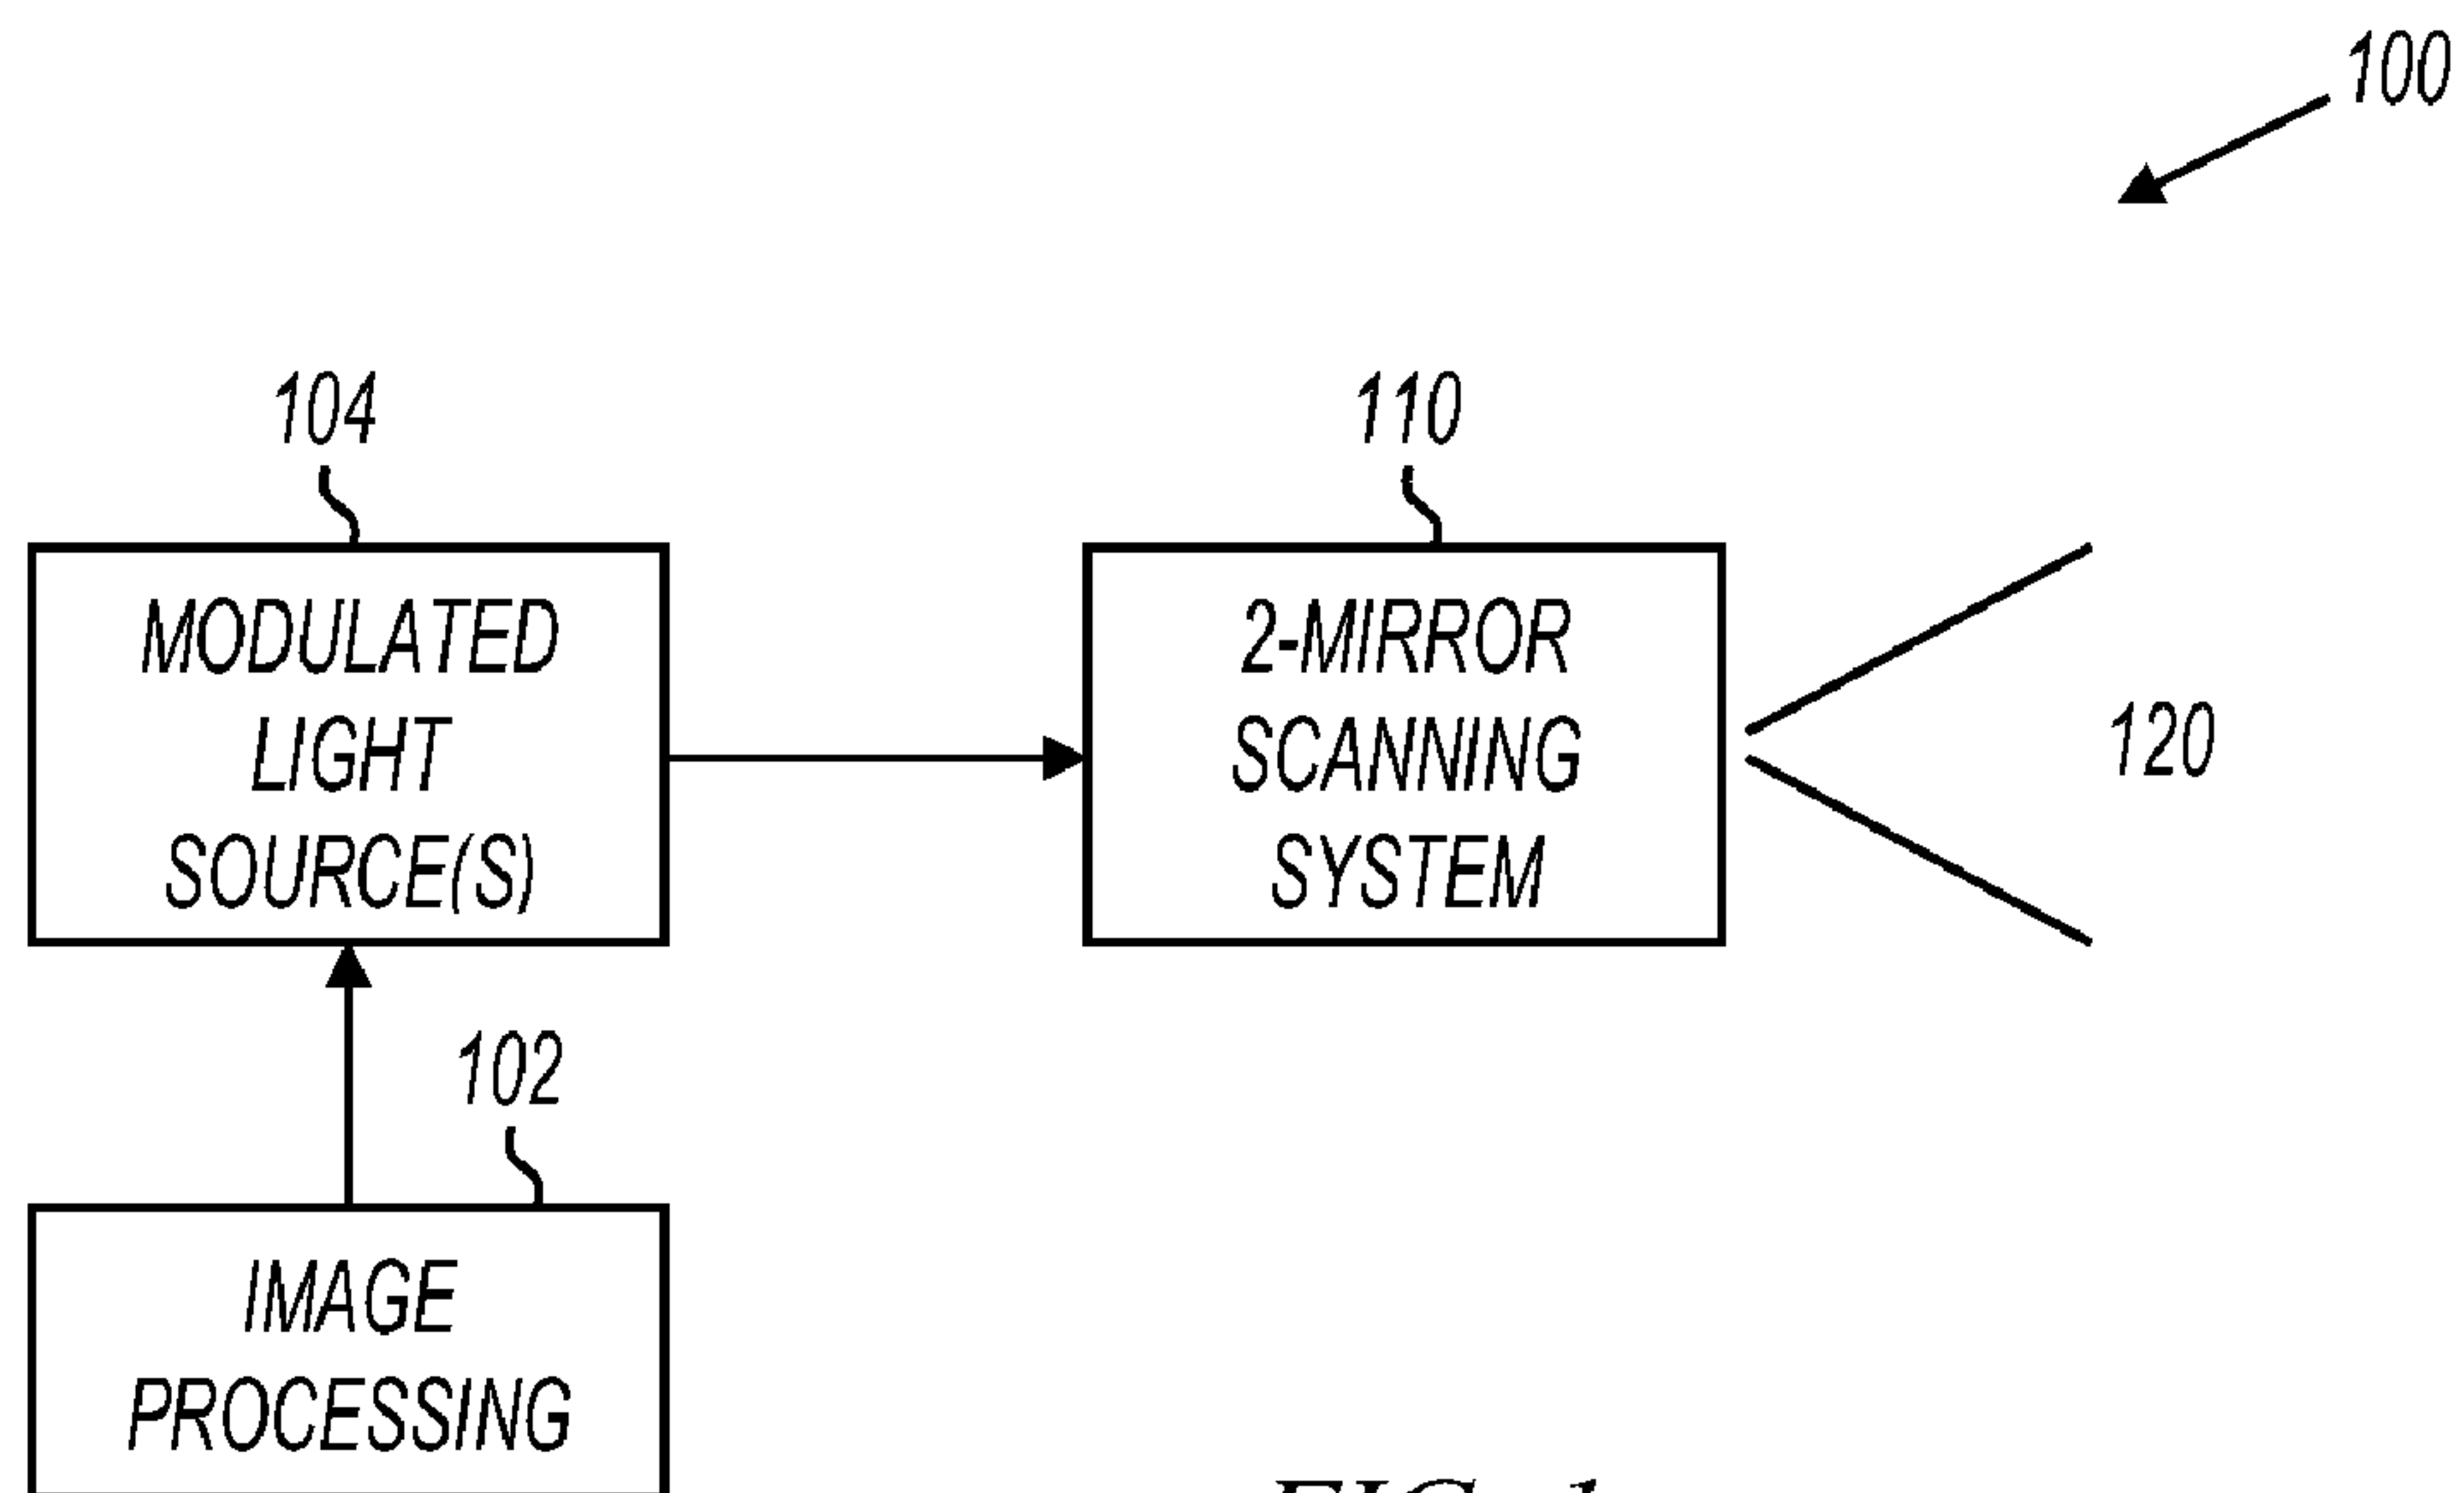 100
104
110
MODULATED
LIGHT
SOURCE(S)
2-MIRROR
SCANNING
SYSTEM
120
102
IMAGE
PROCESSING